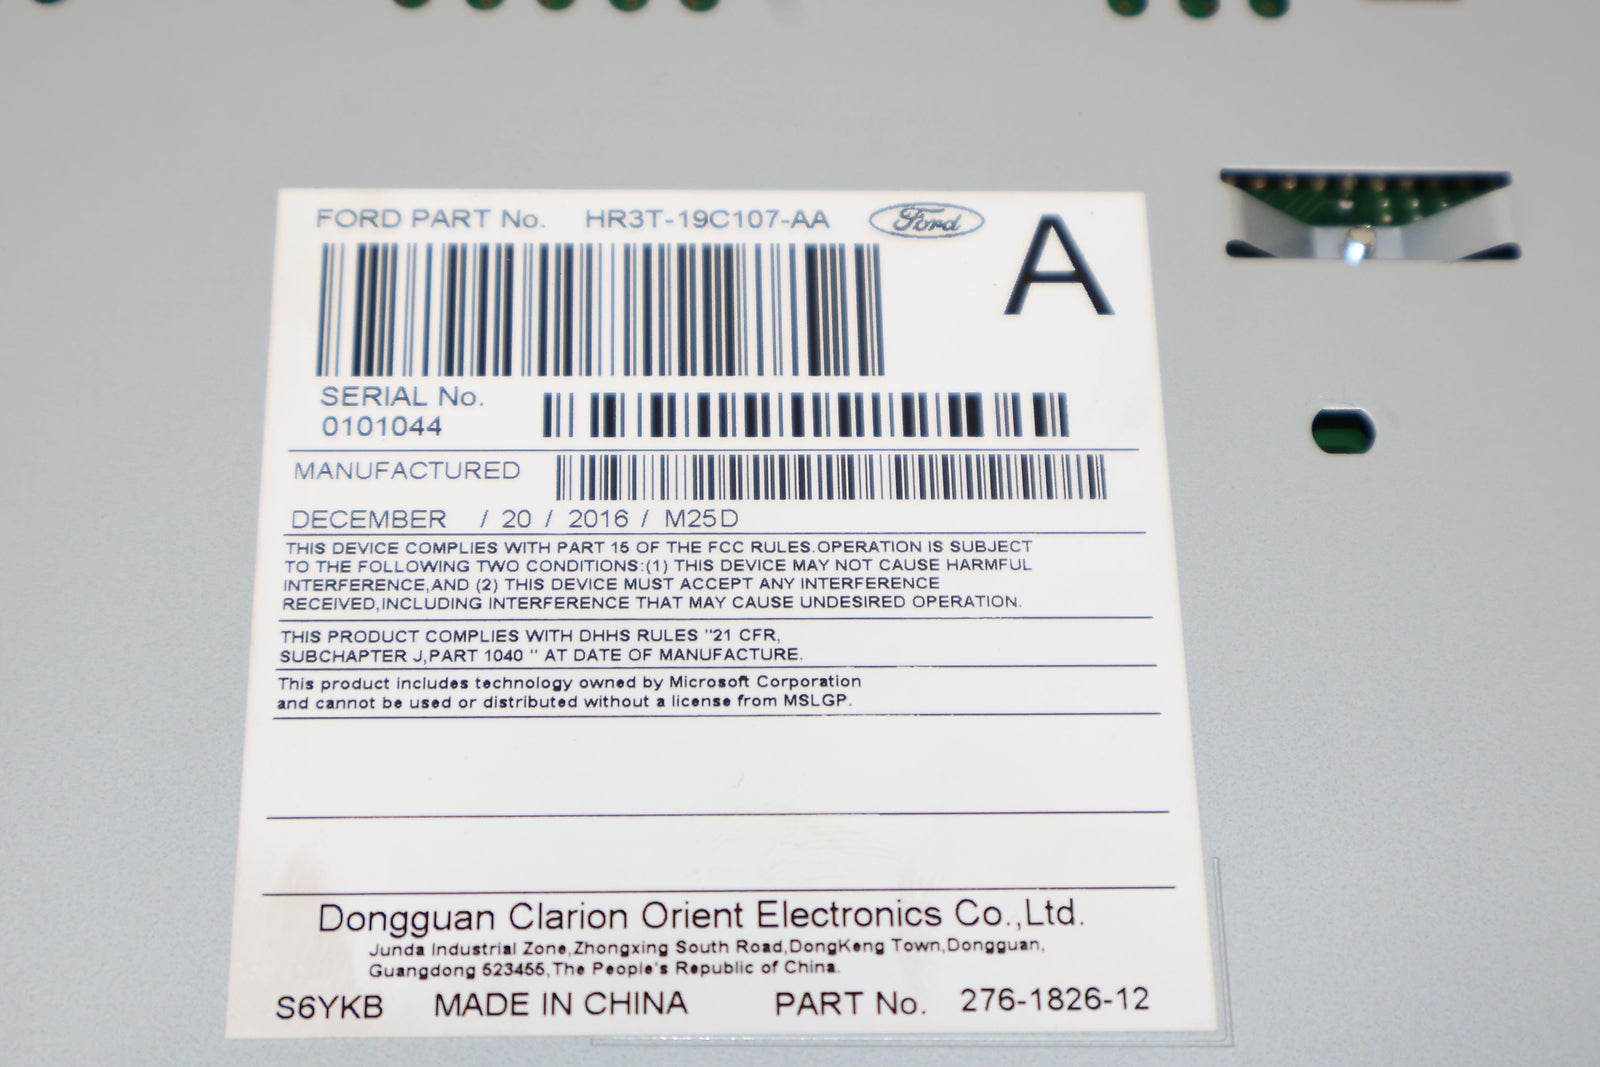 FORD PART No. HR3T-19C107-AA Ford
A
SERIAL No.
0101044
MANUFACTURED
DECEMBER / 20 / 2016 / M25D
THIS DEVICE COMPLIES WITH PART 15 OF THE FCC RULES.OPERATION IS SUBJECT
TO THE FOLLOWING TWO CONDITIONS:(1) THIS DEVICE MAY NOT CAUSE HARMFUL
INTERFERENCE,AND (2) THIS DEVICE MUST ACCEPT ANY INTERFERENCE
RECEIVED,INCLUDING INTERFERENCE THAT MAY CAUSE UNDESIRED OPERATION.
THIS PRODUCT COMPLIES WITH DHHS RULES "21 CFR,
SUBCHAPTER J,PART 1040 " AT DATE OF MANUFACTURE.
This product includes technology owned by Microsoft Corporation
and cannot be used or distributed without a license from MSLGP.
Dongguan Clarion Orient Electronics Co.,Ltd.
Junda Industrial Zone,Zhongxing South Road,DongKeng Town,Dongguan,
Guangdong 523455,The People's Republic of China.
S6YKB MADE IN CHINA PART No. 276-1826-12